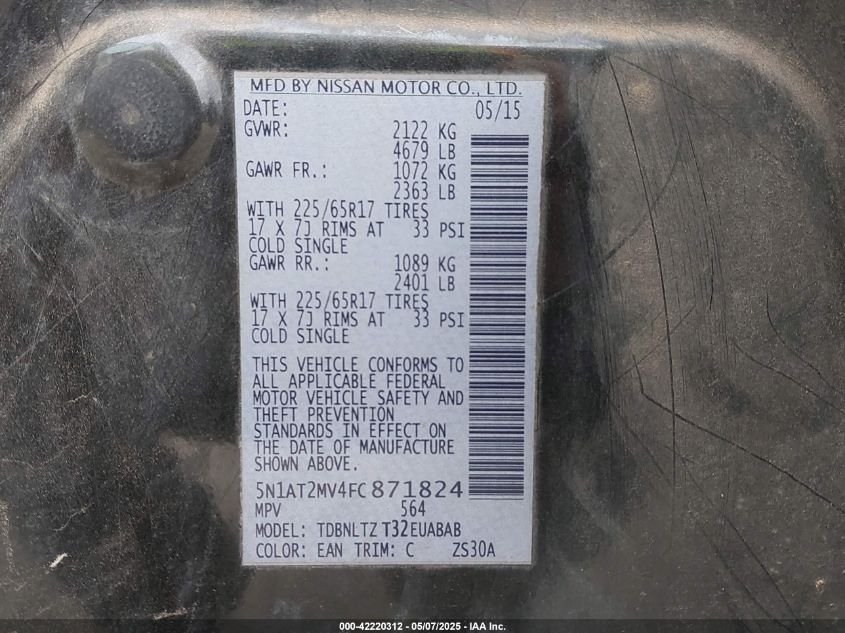 MFD BY NISSAN MOTOR CO., LTD.
DATE: 05/15
GVWR: 2122 KG
4679 LB
GAWR FR.: 1072 KG
2363 LB
WITH 225/65R17 TIRES
17 X 7J RIMS AT 33 PSI
COLD SINGLE
GAWR RR.: 1089 KG
2401 LB
WITH 225/65R17 TIRES
17 X 7J RIMS AT 33 PSI
COLD SINGLE
THIS VEHICLE CONFORMS TO
ALL APPLICABLE FEDERAL
MOTOR VEHICLE SAFETY AND
THEFT PREVENTION
STANDARDS IN EFFECT ON
THE DATE OF MANUFACTURE
SHOWN ABOVE.
5N1AT2MV4FC871824
MPV 564
MODEL: TDBNLTZ T32EUABAB
COLOR: EAN TRIM: C ZS30A
000-42220312 - 05/07/2025 - IAA Inc.